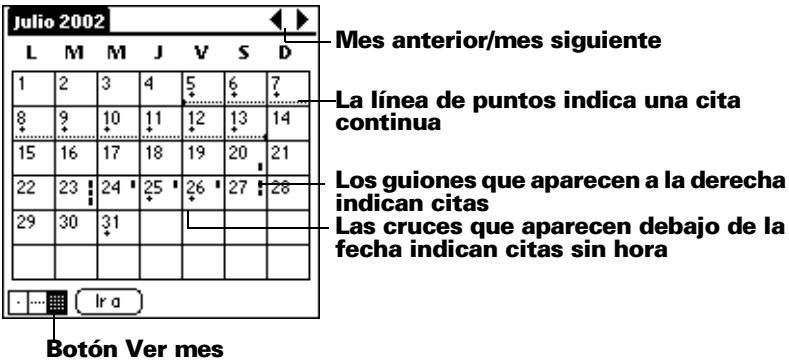 Julio 2002
Mes anterior/mes siguiente
L M M J V S D
1 2 3 4 5 6 7
La línea de puntos indica una cita
continua
8 9 10 11 12 13 14
15 16 17 18 19 20 21
22 23 24 25 26 27 28
Los guiones que aparecen a la derecha
indican citas
29 30 31
Las cruces que aparecen debajo de la
fecha indican citas sin hora
Ir a
Botón Ver mes